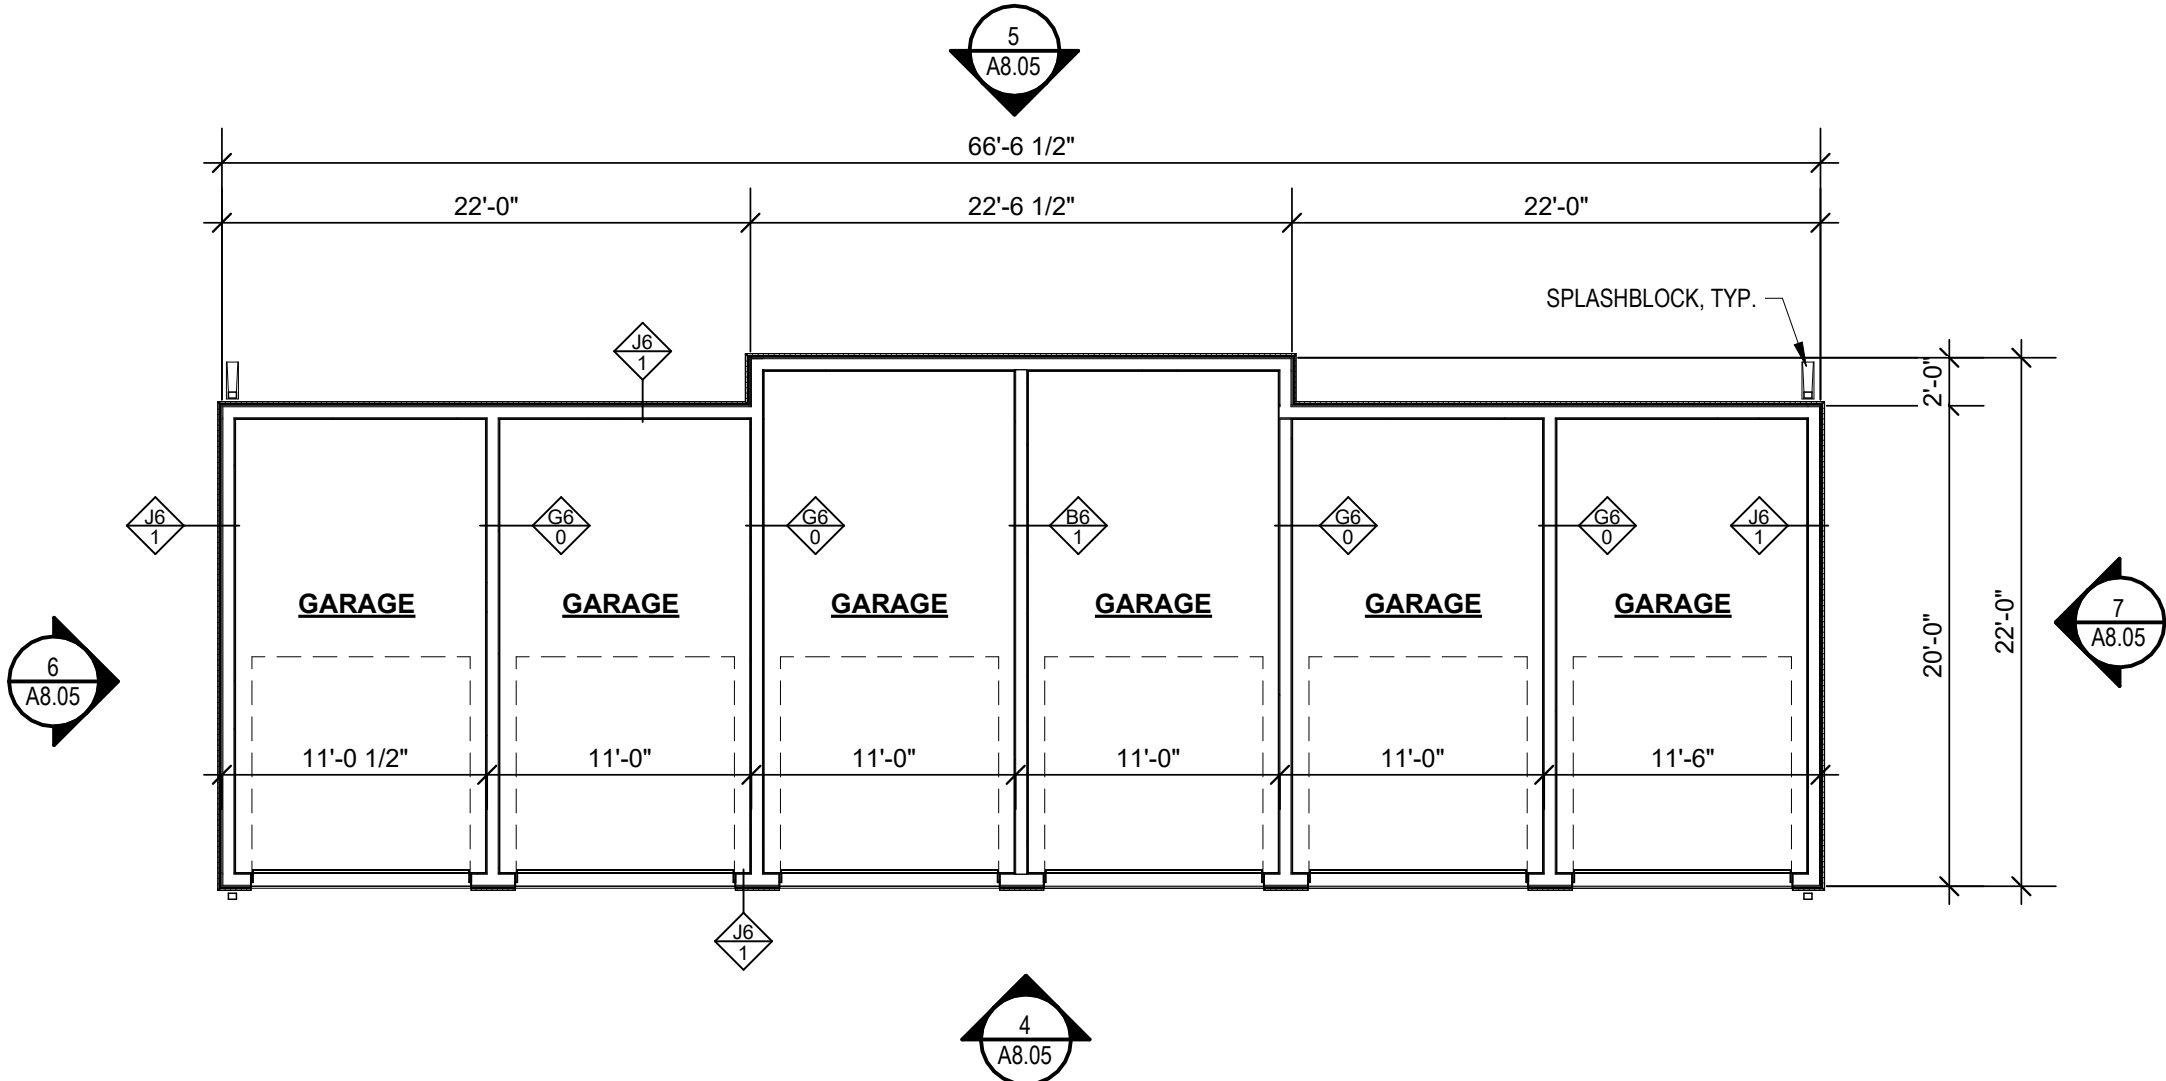 5
A8.05
66'-6 1/2"
22'-0"
22'-6 1/2"
22'-0"
SPLASHBLOCK, TYP.
J6
1
2'-0"
J6
1
G6
0
G6
0
B6
1
G6
0
G6
0
J6
1
GARAGE
GARAGE
GARAGE
GARAGE
GARAGE
GARAGE
20'-0"
22'-0"
7
A8.05
6
A8.05
11'-0 1/2"
11'-0"
11'-0"
11'-0"
11'-0"
11'-6"
J6
1
4
A8.05